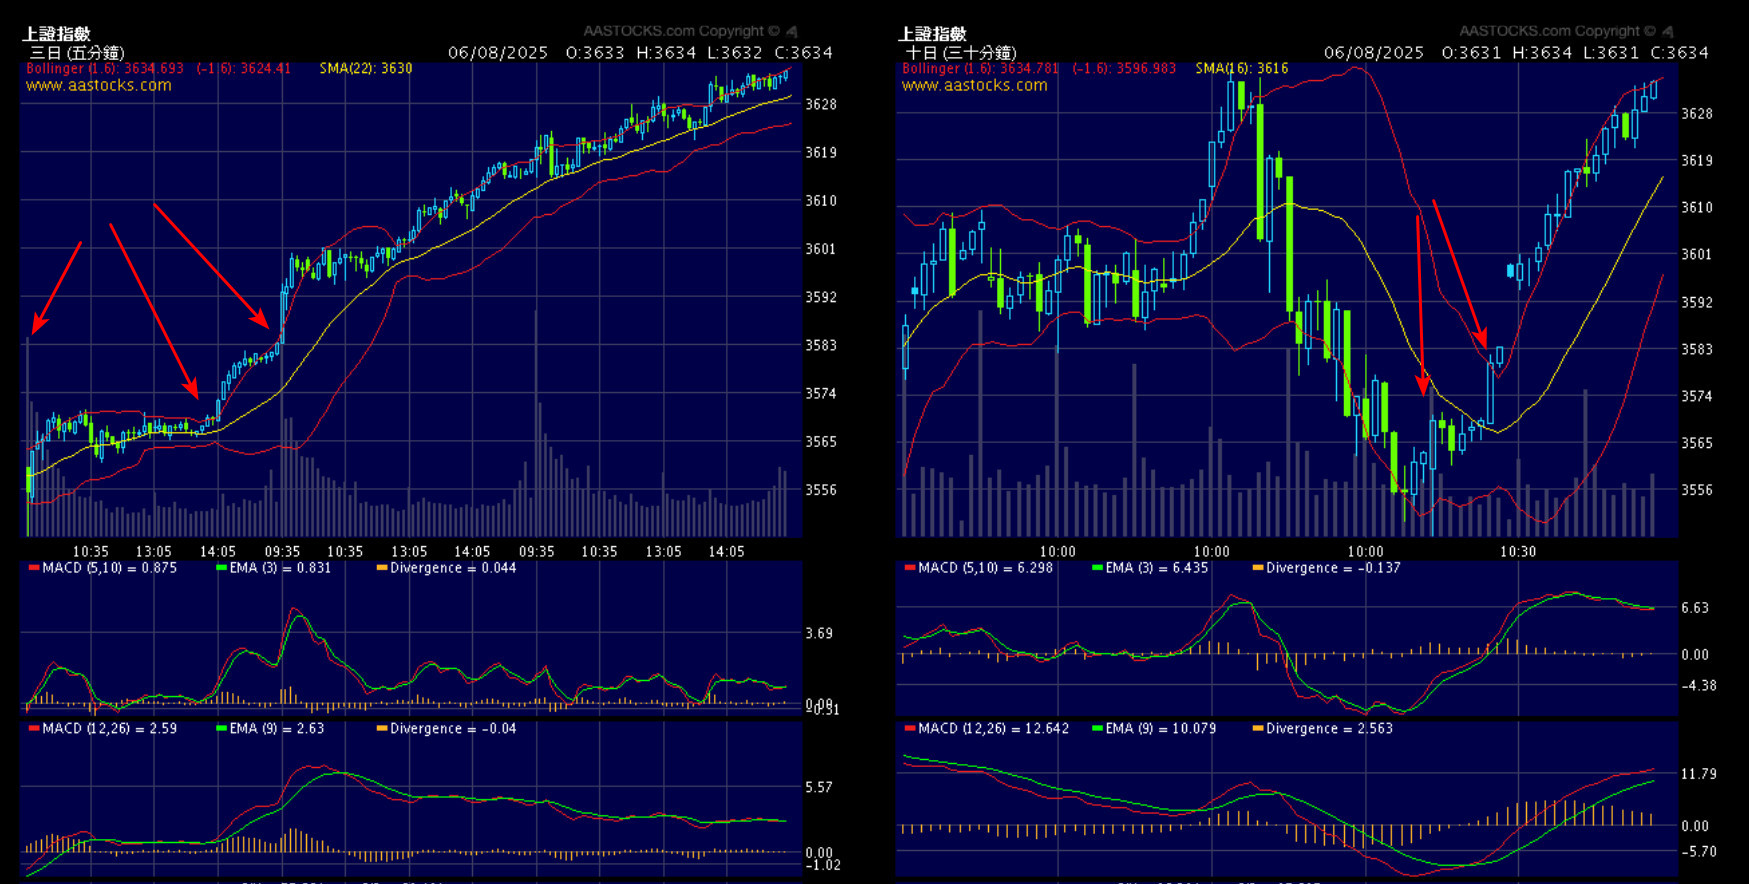 上證指數
AASTOCKS.com Copyright ©
三日 (五分鐘)
06/08/2025 O:3633 H:3634 L:3632 C:3634
Bollinger (1.6): 3634.693 (-1.6): 3624.41 SMA(22): 3630
www.aastocks.com
3628
3619
3610
3601
3592
3583
3574
3565
3556
10:35 13:05 14:05 09:35 10:35 13:05 14:05 09:35 10:35 13:05 14:05
MACD (5,10) = 0.875 EMA (3) = 0.831 Divergence = 0.044
3.69
-0.31
MACD (12,26) = 2.59 EMA (9) = 2.63 Divergence = -0.04
5.57
0.00
-1.02
上證指數
AASTOCKS.com Copyright ©
十日 (三十分鐘)
06/08/2025 O:3631 H:3634 L:3631 C:3634
Bollinger (1.6): 3634.781 (-1.6): 3596.983 SMA(16): 3616
www.aastocks.com
3628
3619
3610
3601
3592
3583
3574
3565
3556
10:00 10:00 10:00 10:30
MACD (5,10) = 6.298 EMA (3) = 6.435 Divergence = -0.137
6.63
0.00
-4.38
MACD (12,26) = 12.642 EMA (9) = 10.079 Divergence = 2.563
11.79
0.00
-5.70